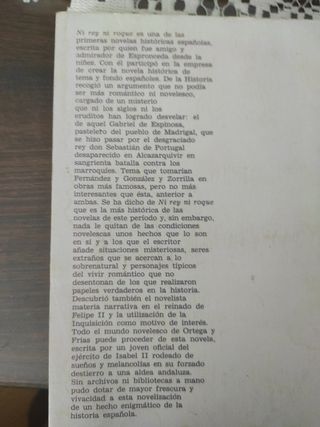 Ni rey ni roque es una de las
primeras novelas históricas españolas,
escrita por quien fue amigo y
admirador de Espronceda desde la
niñez. Con él participó en la empresa
de crear la novela histórica de
tema y fondo españoles. De la Historia
recogió un argumento que no podía
ser más romántico ni novelesco,
cargado de un misterio
que ni los siglos ni los
eruditos han logrado desvelar: el
de aquel Gabriel de Espinosa,
pastelero del pueblo de Madrigal, que
se hizo pasar por el desgraciado
rey don Sebastián de Portugal
desaparecido en Alcazarquivir en
sangrienta batalla contra los
marroquíes. Tema que tomarían
Fernández y González y Zorrilla en
obras más famosas, pero no más
interesantes que ésta, anterior a
ambas. Se ha dicho de Ni rey ni roque
que es la más histórica de las
novelas de este período y, sin embargo,
nada le quitan de las condiciones
novelescas unos hechos que lo son
en sí y a los que el escritor
añade situaciones misteriosas, seres
extraños que se acercan a lo
sobrenatural y personajes típicos
del vivir romántico que no
desentonan de los que realizaron
papeles verdaderos en la historia.
Descubrió también el novelista
materia narrativa en el reinado de
Felipe II y la utilización de la
Inquisición como motivo de interés.
Todo el mundo novelesco de Ortega y
Frías puede proceder de esta novela,
escrita por un joven oficial del
ejército de Isabel II rodeado de
sueños y melancolías en su forzado
destierro a una aldea andaluza.
Sin archivos ni bibliotecas a mano
pudo dotar de mayor frescura y
vivacidad a esta novelización
de un hecho enigmático de la
historia española.